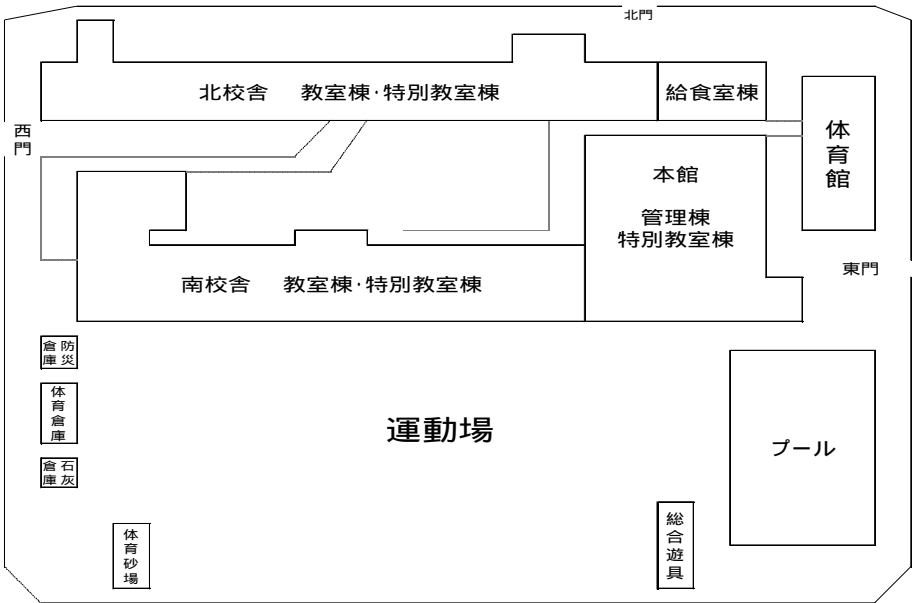 北門
北校舎 教室棟・特別教室棟
給食室棟
体育館
西門
本館
管理棟
特別教室棟
東門
南校舎 教室棟・特別教室棟
防災
倉庫
体育倉庫
運動場
プール
石灰
倉庫
総合遊具
体育砂場